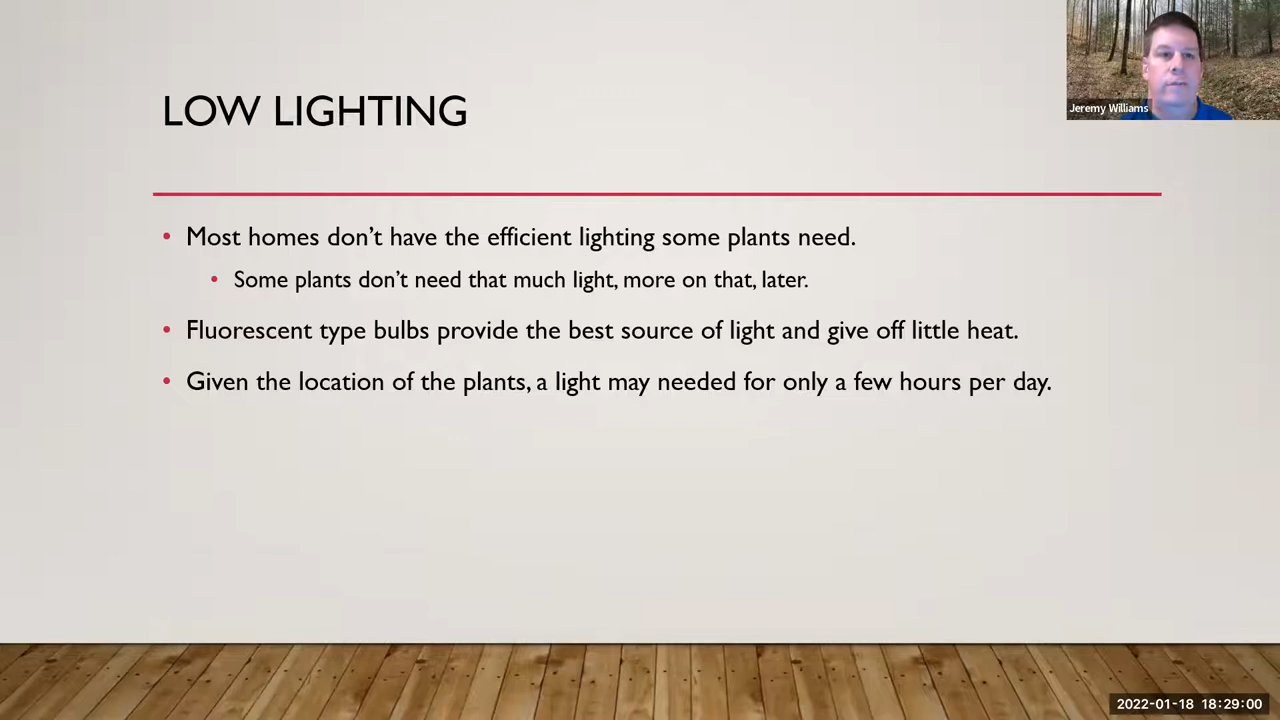 Jeremy Williams
LOW LIGHTING
• Most homes don’t have the efficient lighting some plants need.
• Some plants don’t need that much light, more on that, later.
• Fluorescent type bulbs provide the best source of light and give off little heat.
• Given the location of the plants, a light may needed for only a few hours per day.
2022-01-18 18:29:00